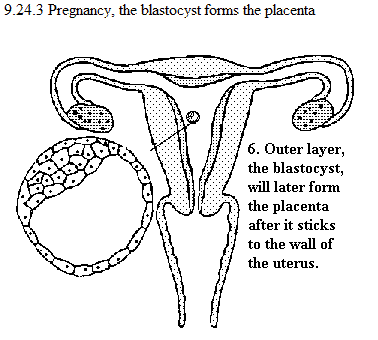 9.24.3 Pregnancy, the blastocyst forms the placenta
6. Outer layer,
the blastocyst,
will later form
the placenta
after it sticks
to the wall of
the uterus.